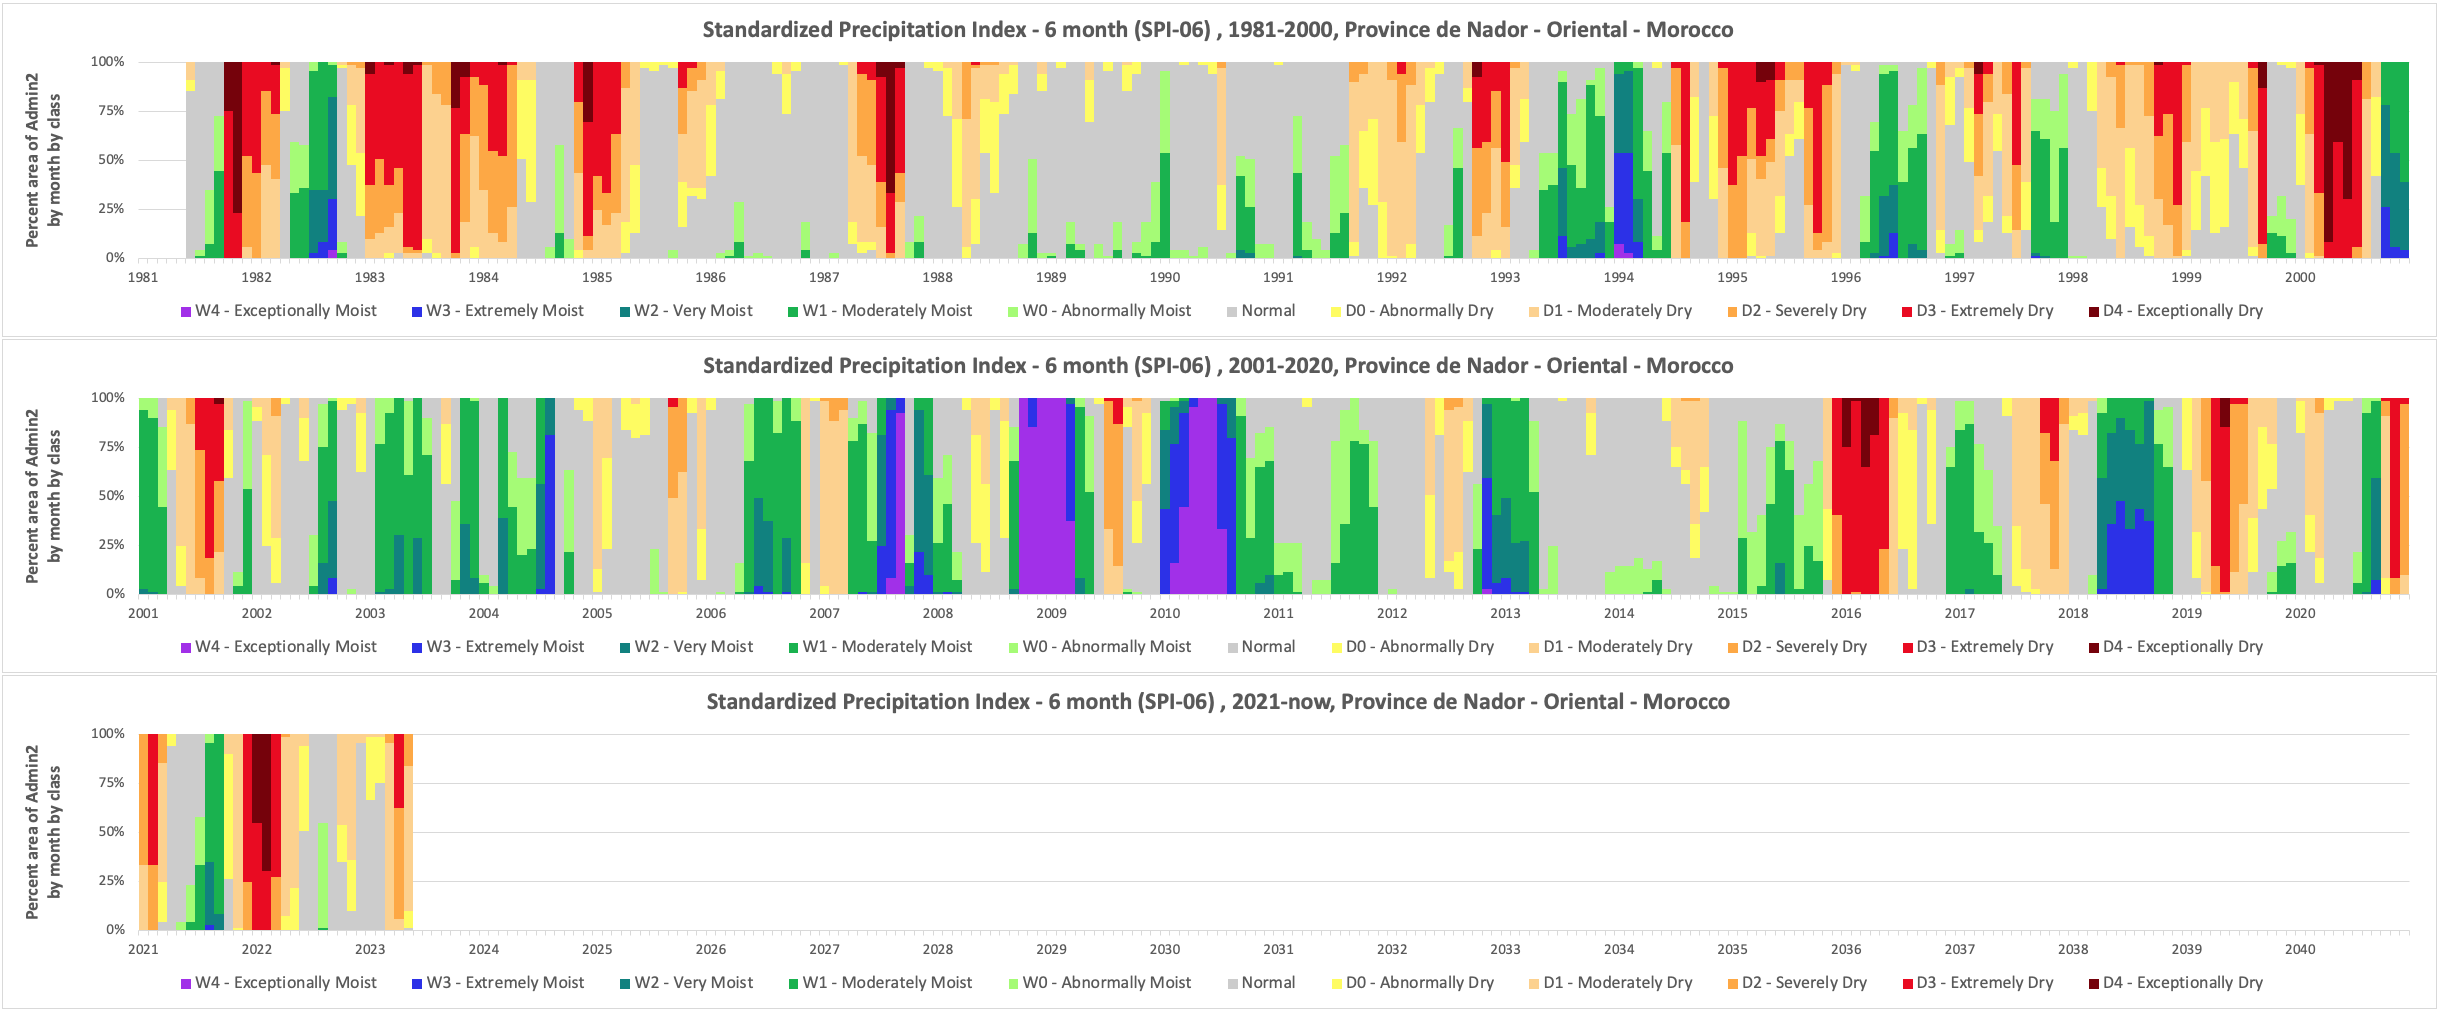 Standardized Precipitation Index - 6 month (SPI-06) , 1981-2000, Province de Nador - Oriental - Morocco
Percent area of Admin2
by month by class
100%
75%
50%
25%
0%
1981 1982 1983 1984 1985 1986 1987 1988 1989 1990 1991 1992 1993 1994 1995 1996 1997 1998 1999 2000
W4 - Exceptionally Moist W3 - Extremely Moist W2 - Very Moist W1 - Moderately Moist W0 - Abnormally Moist Normal D0 - Abnormally Dry D1 - Moderately Dry D2 - Severely Dry D3 - Extremely Dry D4 - Exceptionally Dry
Standardized Precipitation Index - 6 month (SPI-06) , 2001-2020, Province de Nador - Oriental - Morocco
Percent area of Admin2
by month by class
100%
75%
50%
25%
0%
2001 2002 2003 2004 2005 2006 2007 2008 2009 2010 2011 2012 2013 2014 2015 2016 2017 2018 2019 2020
W4 - Exceptionally Moist W3 - Extremely Moist W2 - Very Moist W1 - Moderately Moist W0 - Abnormally Moist Normal D0 - Abnormally Dry D1 - Moderately Dry D2 - Severely Dry D3 - Extremely Dry D4 - Exceptionally Dry
Standardized Precipitation Index - 6 month (SPI-06) , 2021-now, Province de Nador - Oriental - Morocco
Percent area of Admin2
by month by class
100%
75%
50%
25%
0%
2021 2022 2023 2024 2025 2026 2027 2028 2029 2030 2031 2032 2033 2034 2035 2036 2037 2038 2039 2040
W4 - Exceptionally Moist W3 - Extremely Moist W2 - Very Moist W1 - Moderately Moist W0 - Abnormally Moist Normal D0 - Abnormally Dry D1 - Moderately Dry D2 - Severely Dry D3 - Extremely Dry D4 - Exceptionally Dry